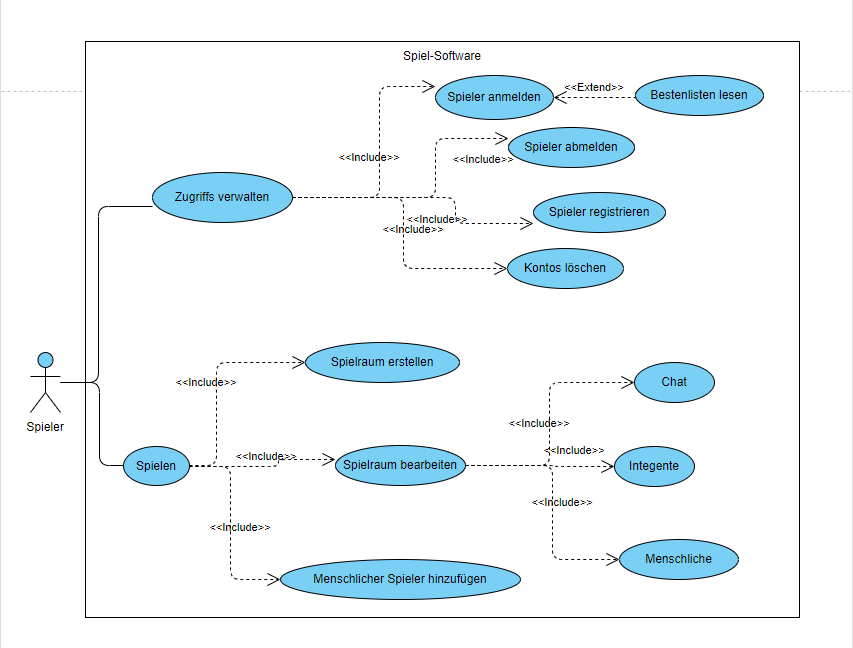 Spiel-Software
Spieler anmelden
<<Extend>>
Bestenlisten lesen
<<Include>>
Spieler abmelden
<<Include>>
Zugriffs verwalten
<<Include>>
Spieler registrieren
<<Include>>
Kontos löschen
Spielraum erstellen
<<Include>>
Chat
Spieler
<<Include>>
<<Include>>
<<Include>>
Spielen
Spielraum bearbeiten
Integente
<<Include>>
<<Include>>
Menschliche
Menschlicher Spieler hinzufügen